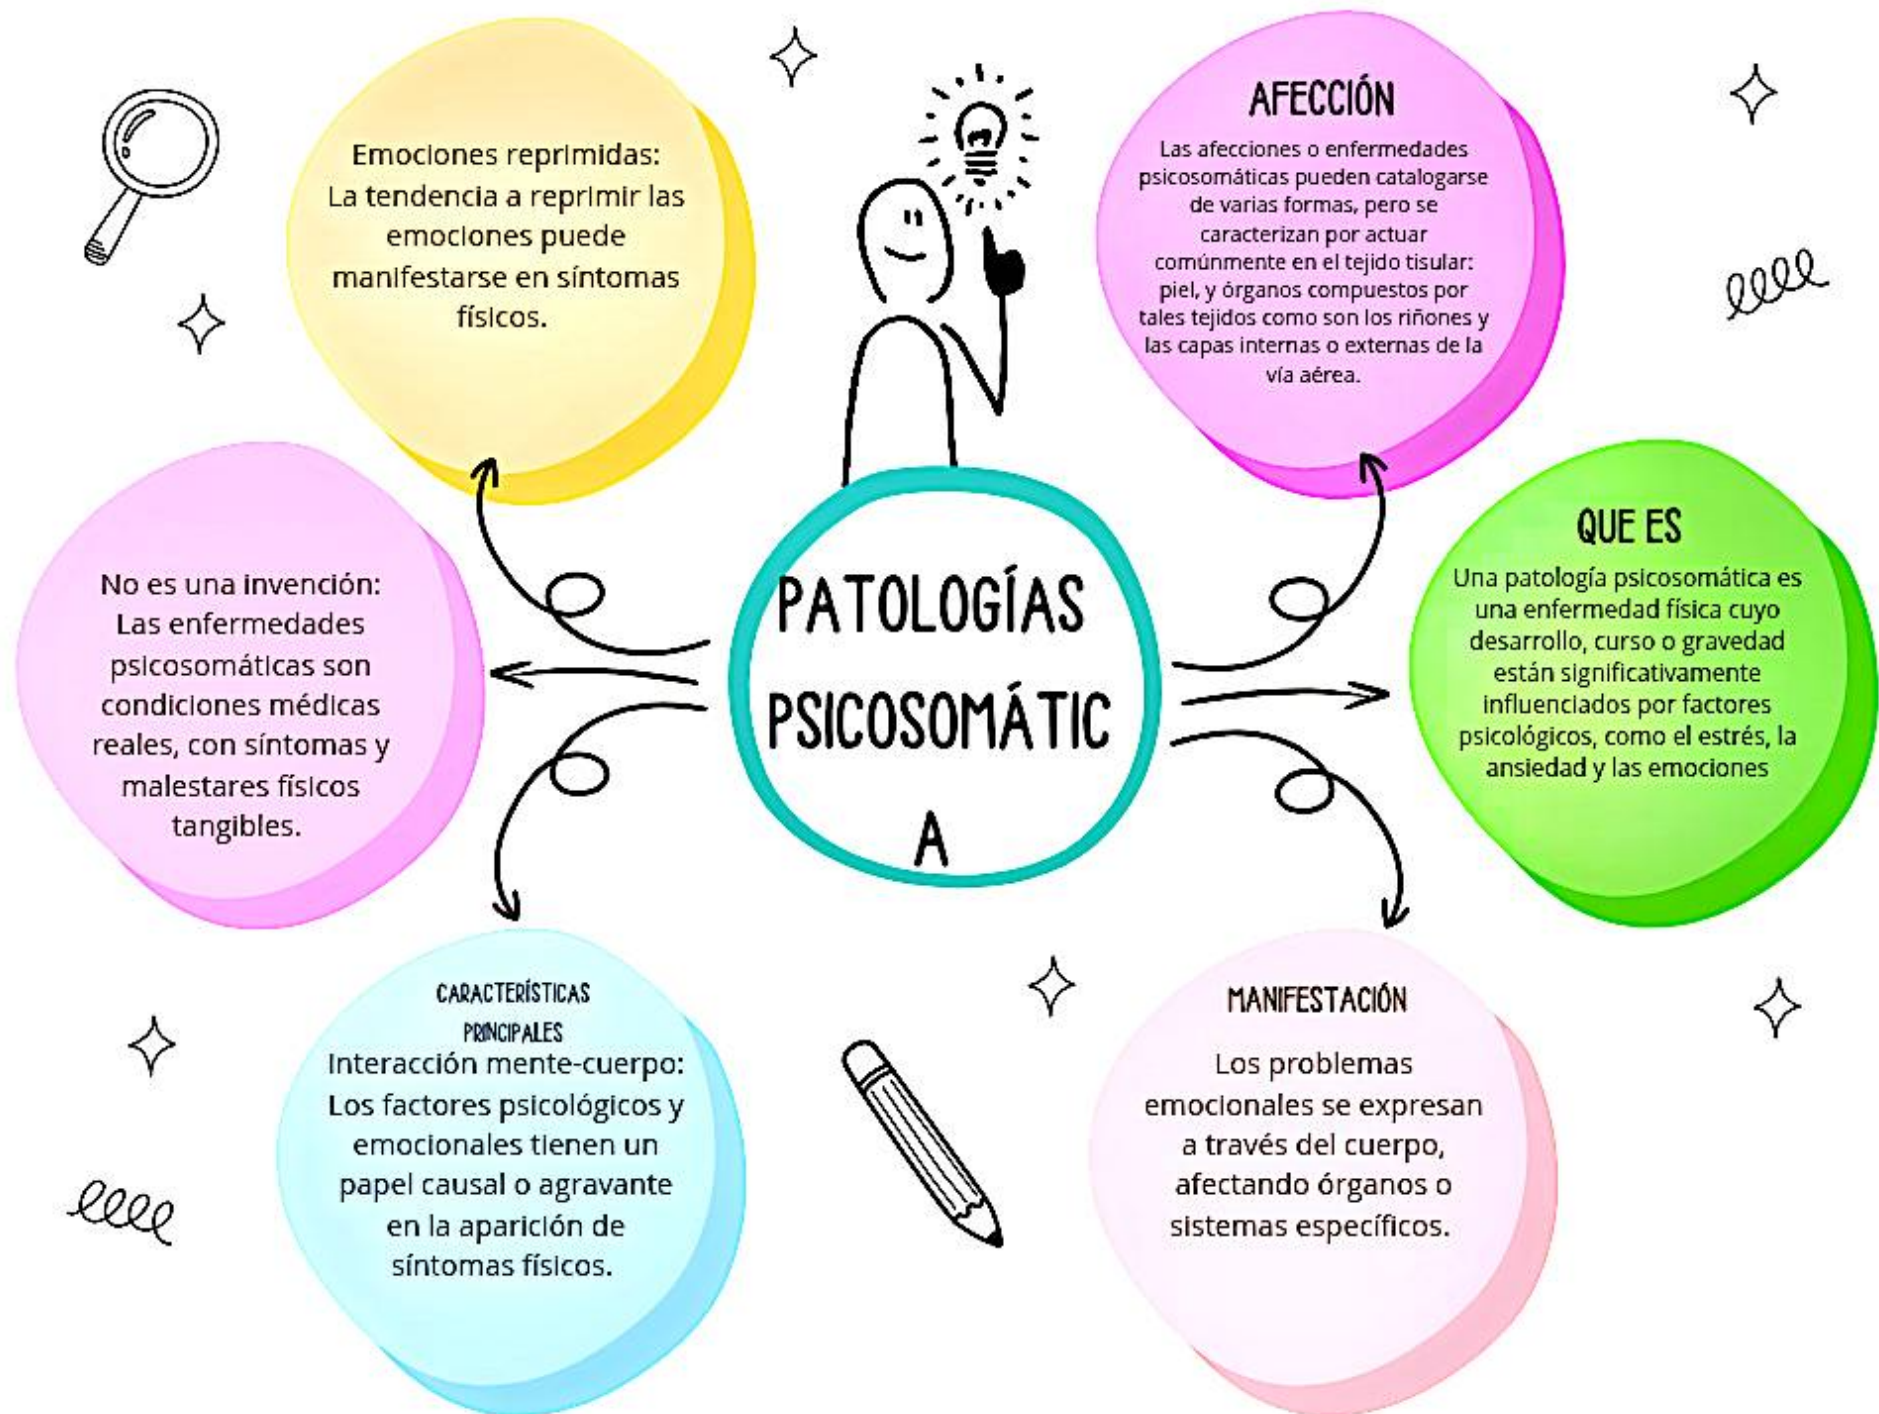 Emociones reprimidas:
La tendencia a reprimir las
emociones puede
manifestarse en síntomas
físicos.
AFECCIÓN
Las afecciones o enfermedades
psicosomáticas pueden catalogarse
de varias formas, pero se
caracterizan por actuar
comúnmente en el tejido tisular:
piel, y órganos compuestos por
tales tejidos como son los riñones y
las capas internas o externas de la
vía aérea.
No es una invención:
Las enfermedades
psicosomáticas son
condiciones médicas
reales, con síntomas y
malestares físicos
tangibles.
PATOLOGÍAS
PSICOSOMÁTIC
A
QUE ES
Una patología psicosomática es
una enfermedad física cuyo
desarrollo, curso o gravedad
están significativamente
influenciados por factores
psicológicos, como el estrés, la
ansiedad y las emociones
CARACTERÍSTICAS
PRINCIPALES
Interacción mente-cuerpo:
Los factores psicológicos y
emocionales tienen un
papel causal o agravante
en la aparición de
síntomas físicos.
MANIFESTACIÓN
Los problemas
emocionales se expresan
a través del cuerpo,
afectando órganos o
sistemas específicos.